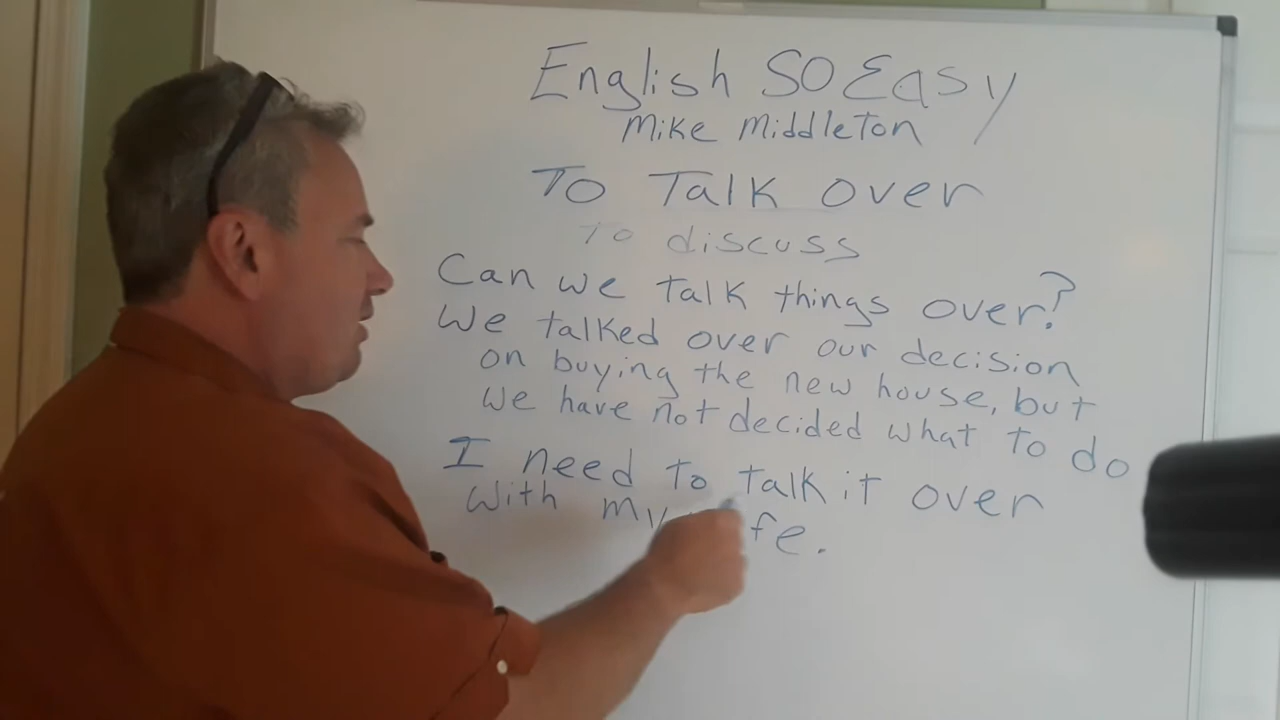 English SO Easy
Mike Middleton
To Talk over
To discuss
Can we talk things over?
We talked over our decision
on buying the new house, but
we have not decided what to do
I need to talk it over
with my fe.